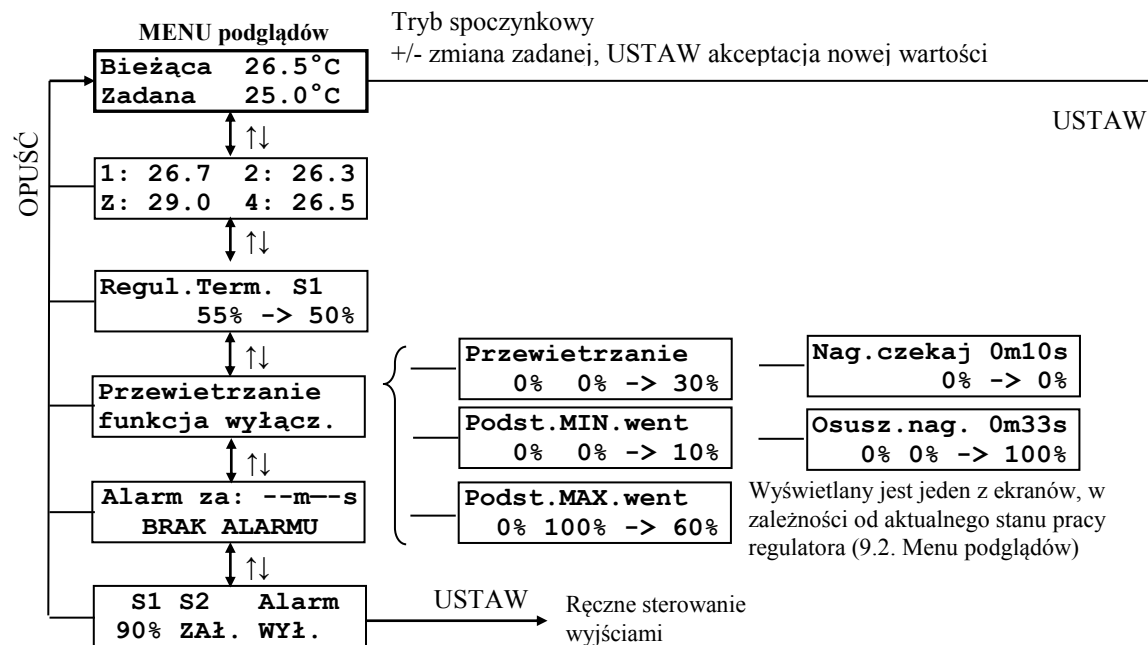 Tryb spoczynkowy
MENU podglądów
+/- zmiana zadanej, USTAW akceptacja nowej wartości
Bieżąca 26.5°C
Zadana 25.0°C
USTAW
OPUŚĆ
↑↓
1: 26.7 2: 26.3
Z: 29.0 4: 26.5
↑↓
Regul.Term. S1
55% -> 50%
↑↓
Przewietrzanie
funkcja wyłącz.
Przewietrzanie
0% 0% -> 30%
Nag.czekaj 0m10s
0% -> 0%
Podst.MIN.went
0% 0% -> 10%
Osusz.nag. 0m33s
0% 0% -> 100%
↑↓
Alarm za: --m--s
BRAK ALARMU
Podst.MAX.went
0% 100% -> 60%
Wyświetlany jest jeden z ekranów, w
zależności od aktualnego stanu pracy
regulatora (9.2. Menu podglądów)
↑↓
S1 S2 Alarm
90% ZAŁ. WYŁ.
USTAW
Ręczne sterowanie
wyjściami